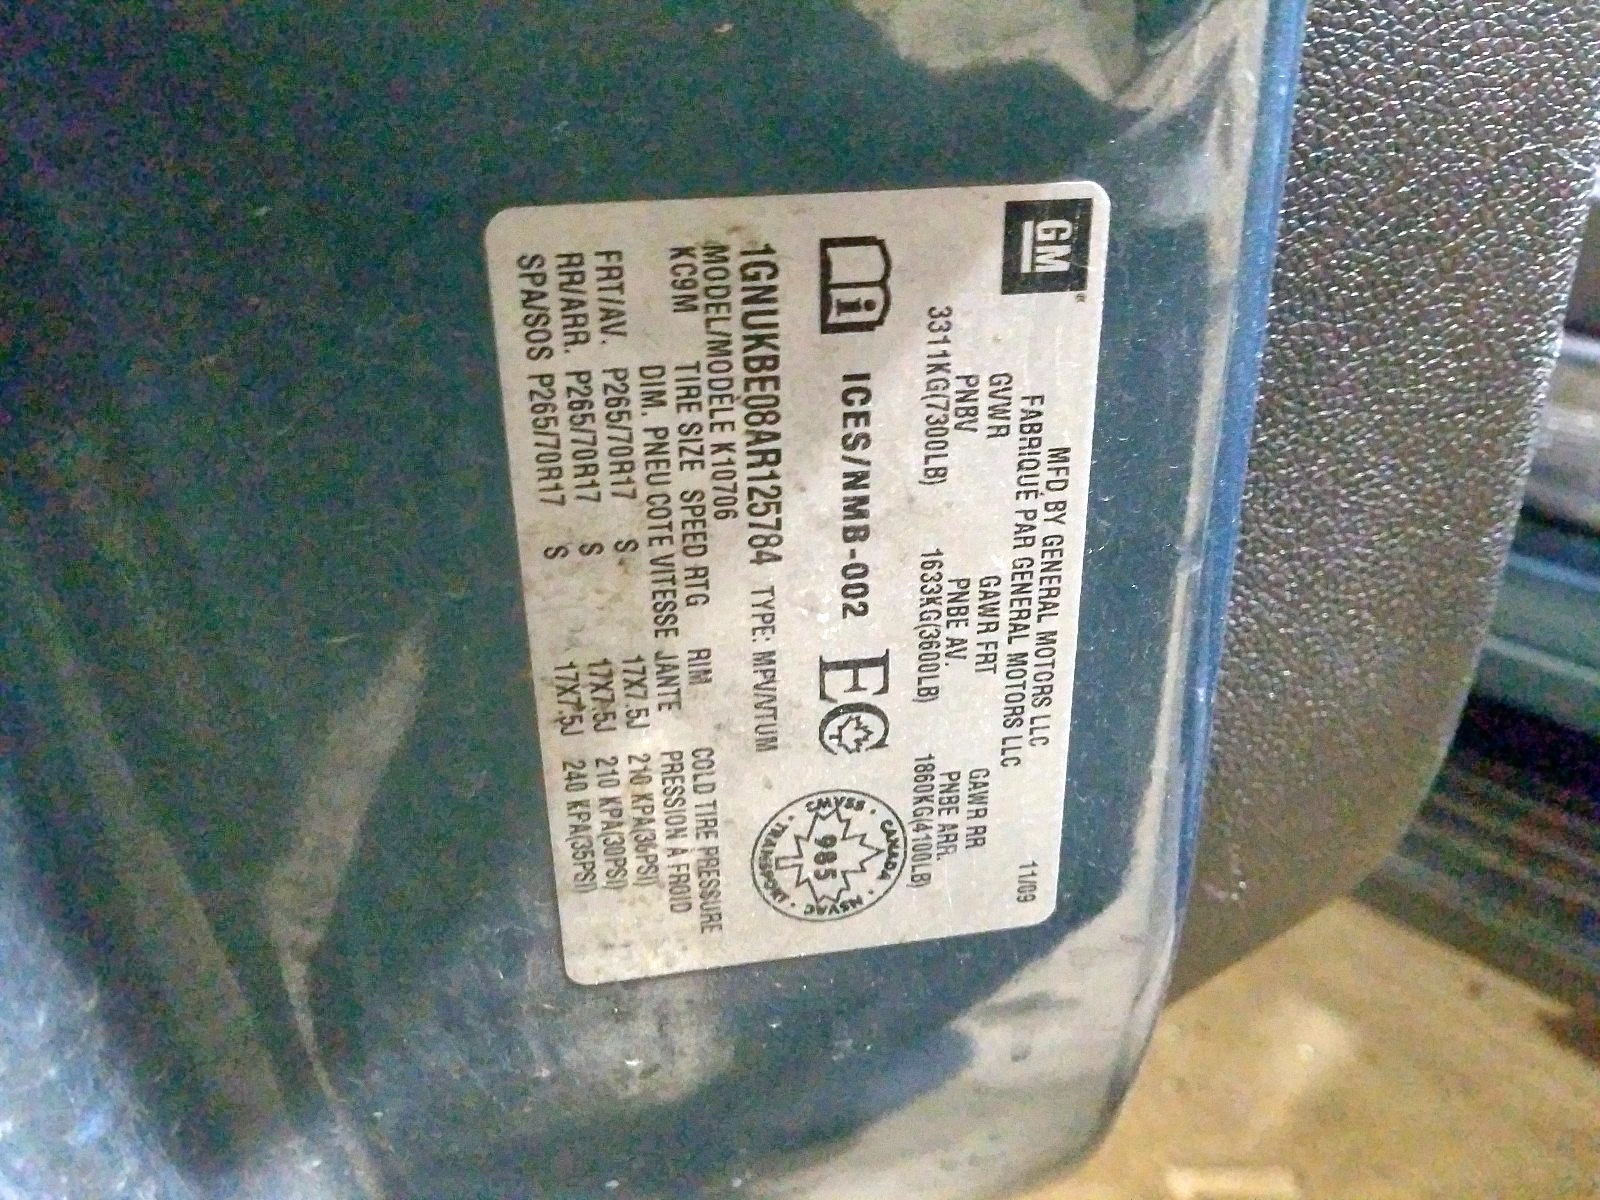 GM
MFD BY GENERAL MOTORS LLC
11/09
FABRIQUÉ PAR GENERAL MOTORS LLC
GVWR GAWR FRT GAWR RR
PNBV PNBE AV. PNBE ARR.
3311KG(7300LB) 1633KG(3600LB) 1860KG(4100LB)
i ICES/NMB-002
CANADA · NSVAC · TRANSPORT · CMVSS
985
1GNUKBE08AR125784 TYPE: MPV/VTUM
MODEL/MODÈLE K10706
KC9M TIRE SIZE SPEED RTG RIM COLD TIRE PRESSURE
DIM. PNEU COTE VITESSE JANTE PRESSION A FROID
FRT/AV. P265/70R17 S 17X7.5J 210 KPA(30PSI)
RR/ARR. P265/70R17 S 17X7.5J 210 KPA(30PSI)
SPA/SOS P265/70R17 S 17X7.5J 240 KPA(35PSI)